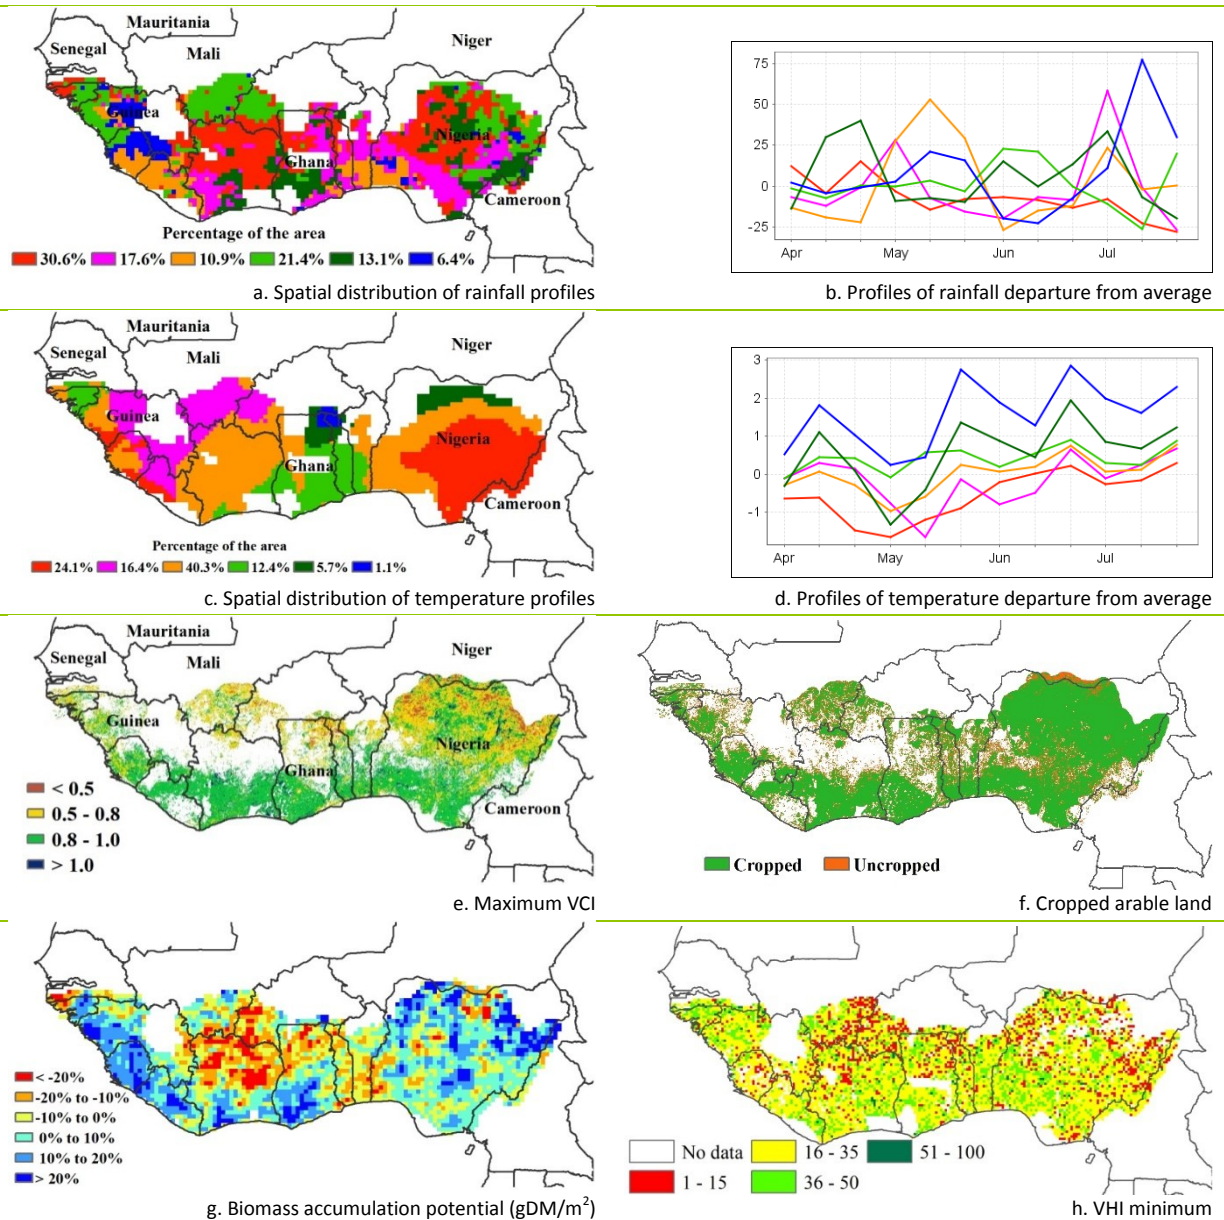 Mauritania
Senegal
Mali
Niger
Guinea
Nigeria
Ghana
Cameroon
Percentage of the area
30.6% 17.6% 10.9% 21.4% 13.1% 6.4%
a. Spatial distribution of rainfall profiles
75
50
25
0
-25
Apr May Jun Jul
b. Profiles of rainfall departure from average
Mauritania
Senegal
Mali
Niger
Guinea
Nigeria
Ghana
Cameroon
Percentage of the area
24.1% 16.4% 40.3% 12.4% 5.7% 1.1%
c. Spatial distribution of temperature profiles
3
2
1
0
-1
Apr May Jun Jul
d. Profiles of temperature departure from average
Mauritania
Senegal
Mali
Niger
Guinea
Nigeria
Ghana
Cameroon
< 0.5
0.5 - 0.8
0.8 - 1.0
> 1.0
e. Maximum VCI
Cropped Uncropped
f. Cropped arable land
< -20%
-20% to -10%
-10% to 0%
0% to 10%
10% to 20%
> 20%
g. Biomass accumulation potential (gDM/m²)
No data 16 - 35 51 - 100
1 - 15 36 - 50
h. VHI minimum